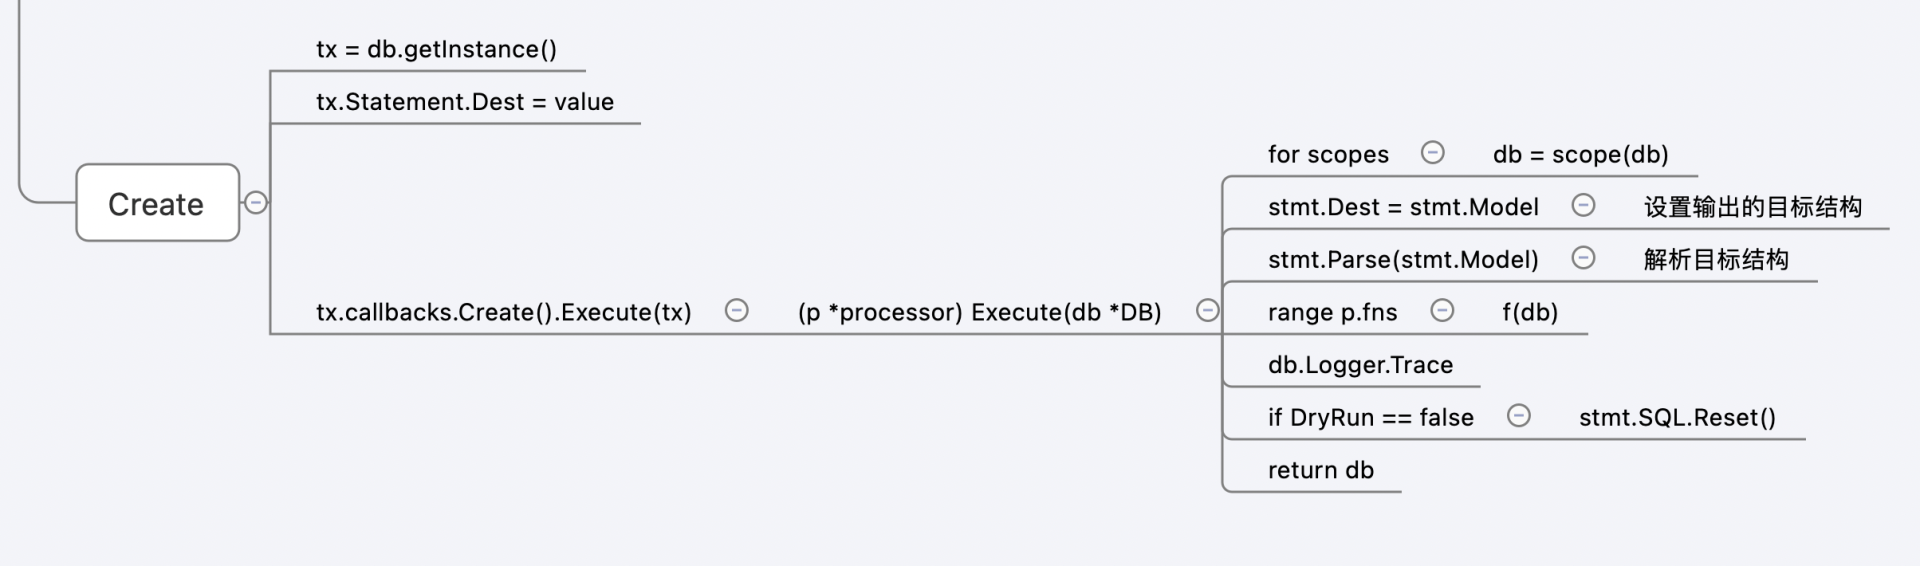 tx = db.getInstance()
tx.Statement.Dest = value
Create
tx.callbacks.Create().Execute(tx)
(p *processor) Execute(db *DB)
for scopes
db = scope(db)
stmt.Dest = stmt.Model
设置输出的目标结构
stmt.Parse(stmt.Model)
解析目标结构
range p.fns
f(db)
db.Logger.Trace
if DryRun == false
stmt.SQL.Reset()
return db